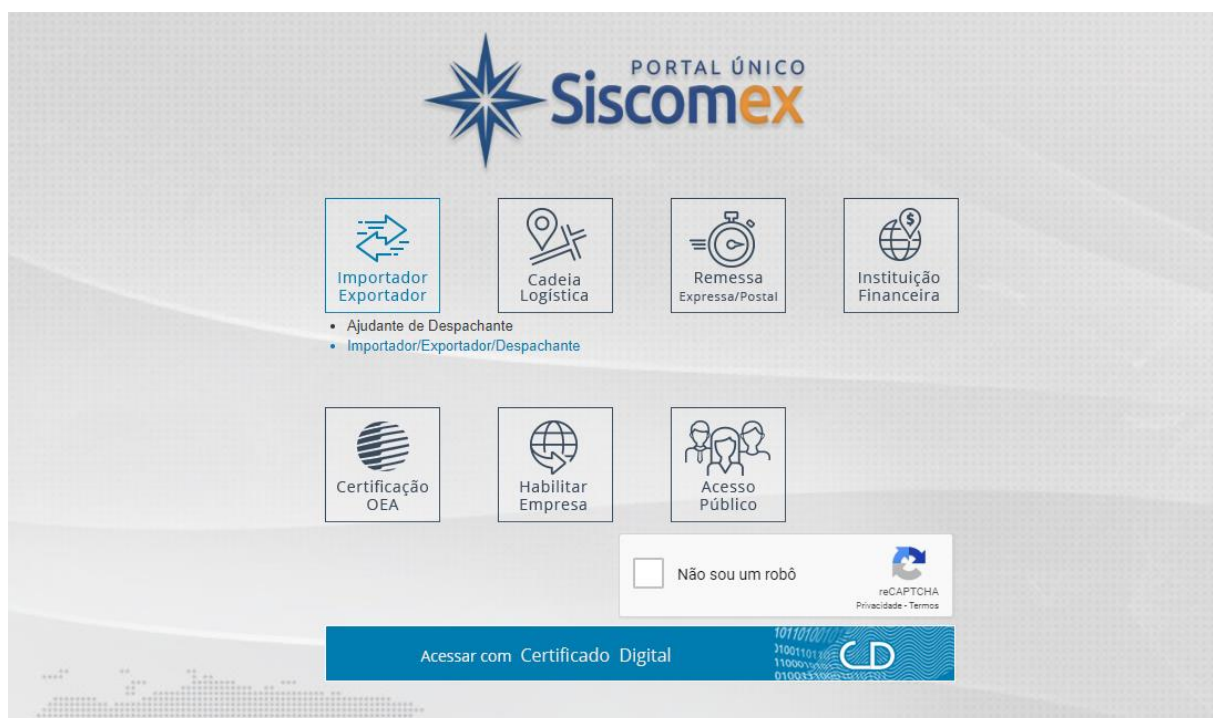 PORTAL ÚNICO
Siscomex
Importador
Exportador
Cadeia
Logística
Remessa
Expressa/Postal
$
Instituição
Financeira
• Ajudante de Despachante
• Importador/Exportador/Despachante
Certificação
OEA
Habilitar
Empresa
Acesso
Público
Não sou um robô
reCAPTCHA
Privacidade - Termos
Acessar com Certificado Digital
CD